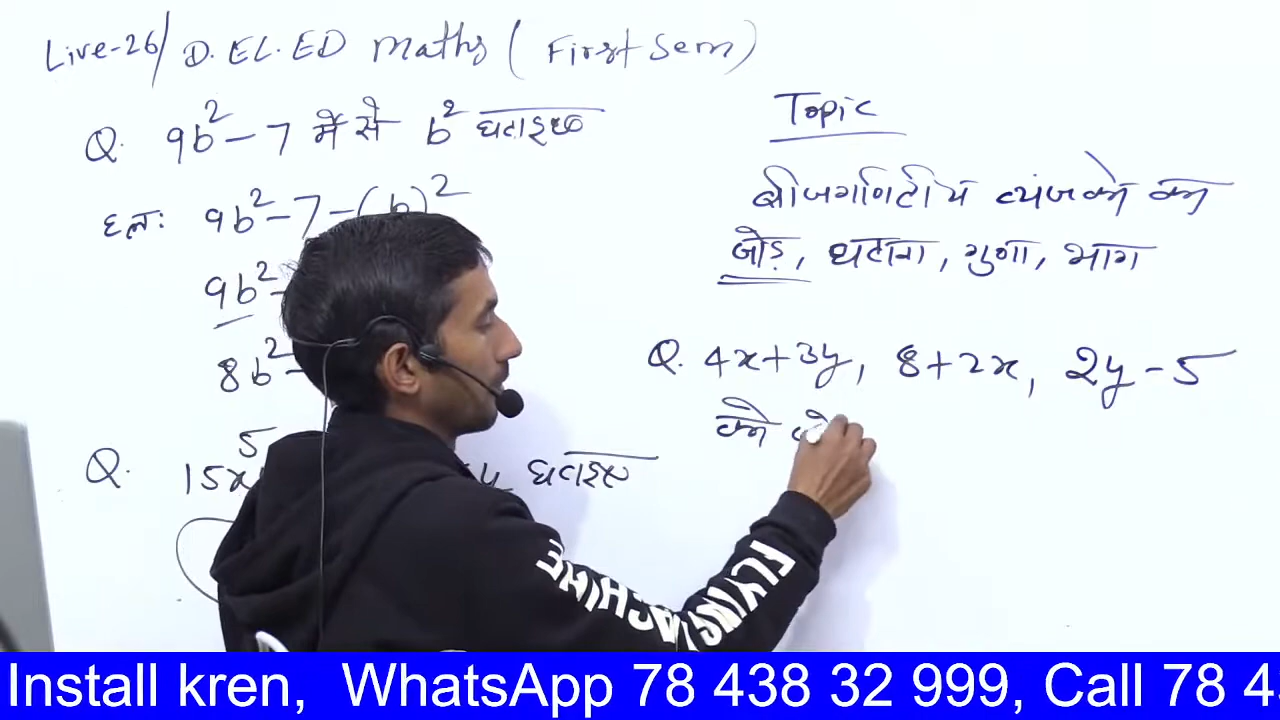 Live-26/ D.EL.ED Maths ( First Sem)
Q. 9b² - 7 में से b² घटाइए
हल: 9b² - 7 - (b)²
9b² -
8b² -
Q. 15x⁵ घटाइए
Topic
बीजगणितीय व्यंजको का
जोड़, घटाना, गुणा, भाग
Q. 4x+3y, 8+2x, 2y-5
को जो
FLYINGMACHINE
Install kren, WhatsApp 78 438 32 999, Call 78 4